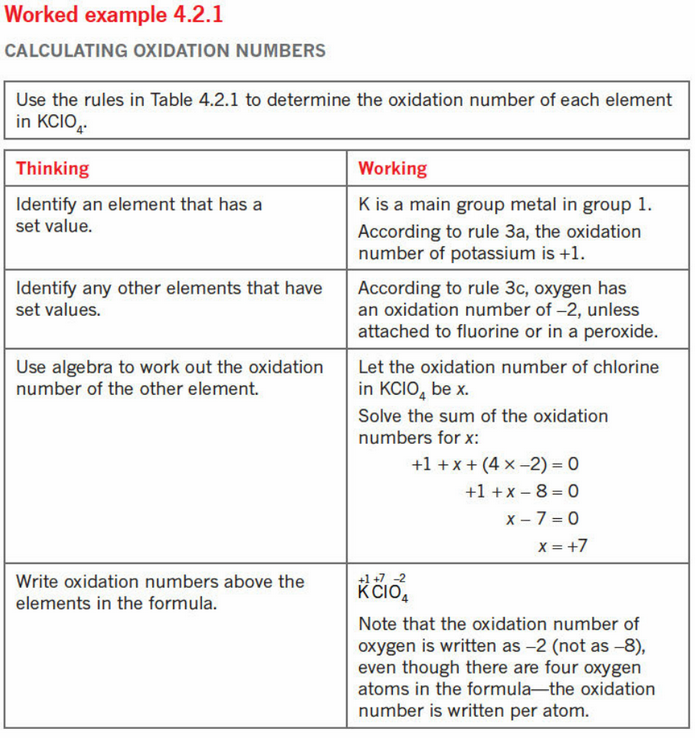 Worked example 4.2.1
CALCULATING OXIDATION NUMBERS
Use the rules in Table 4.2.1 to determine the oxidation number of each element
in KClO₄.
Thinking
Working
Identify an element that has a
set value.
K is a main group metal in group 1.
According to rule 3a, the oxidation
number of potassium is +1.
Identify any other elements that have
set values.
According to rule 3c, oxygen has
an oxidation number of –2, unless
attached to fluorine or in a peroxide.
Use algebra to work out the oxidation
number of the other element.
Let the oxidation number of chlorine
in KClO₄ be x.
Solve the sum of the oxidation
numbers for x:
+1 + x + (4 × –2) = 0
+1 + x – 8 = 0
x – 7 = 0
x = +7
Write oxidation numbers above the
elements in the formula.
+1 +7 –2
KClO₄
Note that the oxidation number of
oxygen is written as –2 (not as –8),
even though there are four oxygen
atoms in the formula—the oxidation
number is written per atom.